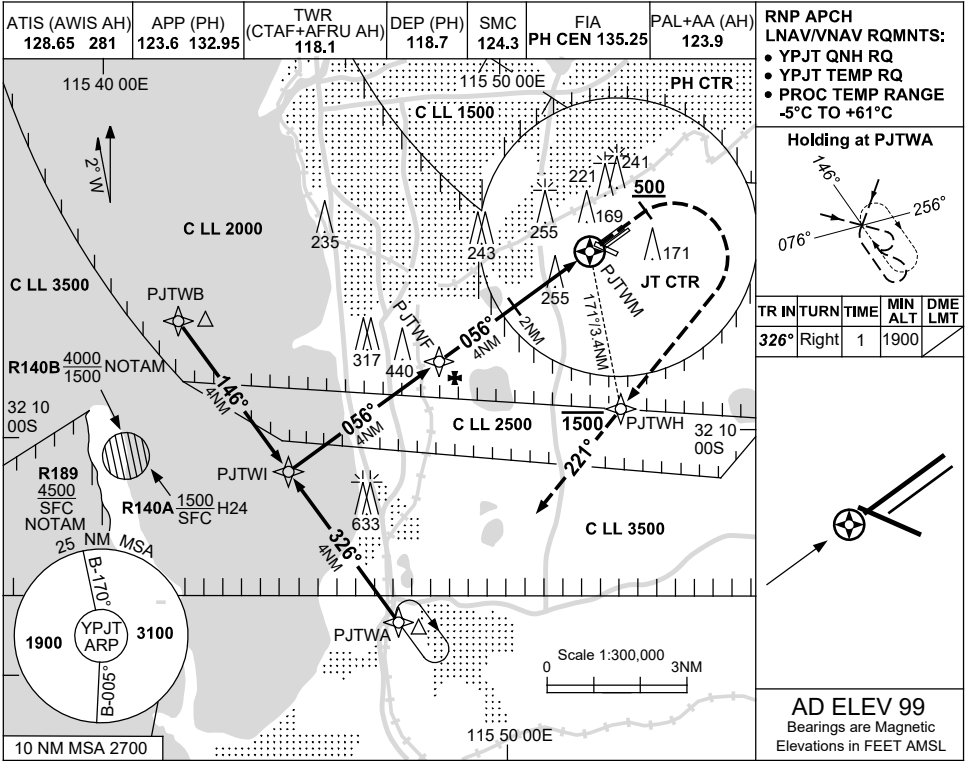 ATIS (AWIS AH)
128.65 281
APP (PH)
123.6 132.95
TWR
(CTAF+AFRU AH)
118.1
DEP (PH)
118.7
SMC
124.3
FIA
PH CEN 135.25
PAL+AA (AH)
123.9
RNP APCH
LNAV/VNAV RQMNTS:
• YPJT QNH RQ
• YPJT TEMP RQ
• PROC TEMP RANGE
-5°C TO +61°C
115 40 00E
115 50 00E
PH CTR
C LL 1500
2° W
C LL 2000
C LL 3500
235
243
255
221
241
169
500
171
255
JT CTR
PJTWM
171°/3.4NM
PJTWB
PJTWF
056°
4NM
2NM
317
440
R140B 4000 NOTAM
1500
146°
4NM
056°
4NM
C LL 2500
1500
PJTWH
32 10
00S
32 10
00S
221°
PJTWI
R189
4500
SFC
NOTAM
R140A 1500 H24
SFC
633
326°
4NM
C LL 3500
25 NM MSA
B-170°
1900
YPJT
ARP
3100
B-005°
PJTWA
Scale 1:300,000
0
3NM
115 50 00E
10 NM MSA 2700
Holding at PJTWA
146°
256°
076°
TR IN TURN TIME MIN ALT DME LMT
326° Right 1 1900
AD ELEV 99
Bearings are Magnetic
Elevations in FEET AMSL